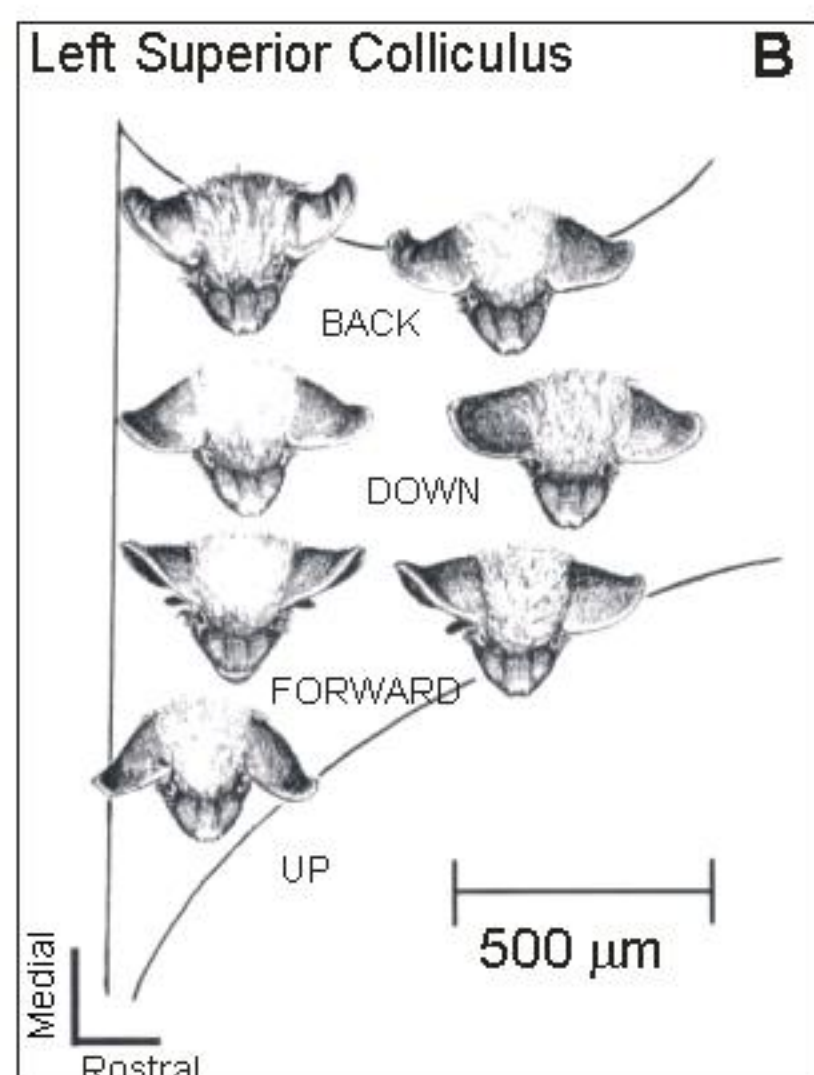 Left Superior Colliculus
B
BACK
DOWN
FORWARD
UP
500 μm
Medial
Rostral